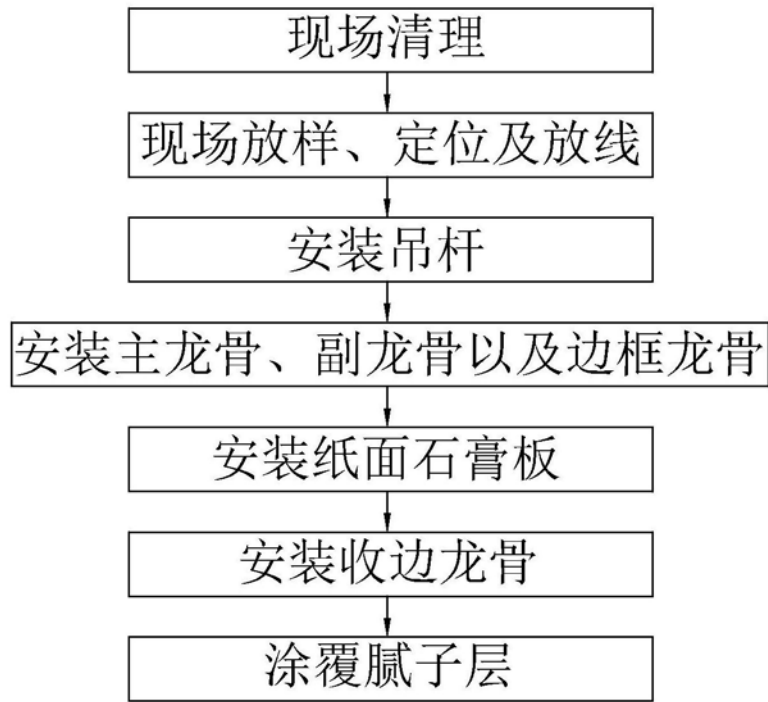 现场清理
现场放样、定位及放线
安装吊杆
安装主龙骨、副龙骨以及边框龙骨
安装纸面石膏板
安装收边龙骨
涂覆腻子层